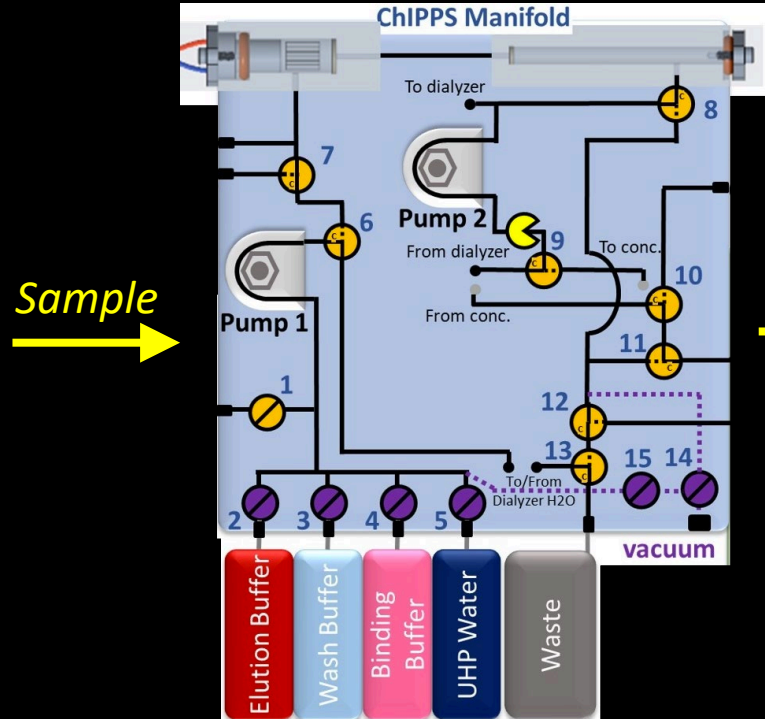 ChIPPS Manifold
To dialyzer
C
8
7
C
Pump 2
6
C
9
From dialyzer
C
To conc.
10
C
Sample
Pump 1
From conc.
11
C
1
12
C
13
C
15
14
To/From
Dialyzer H2O
2
3
4
5
vacuum
Elution Buffer
Wash Buffer
Binding
Buffer
UHP Water
Waste